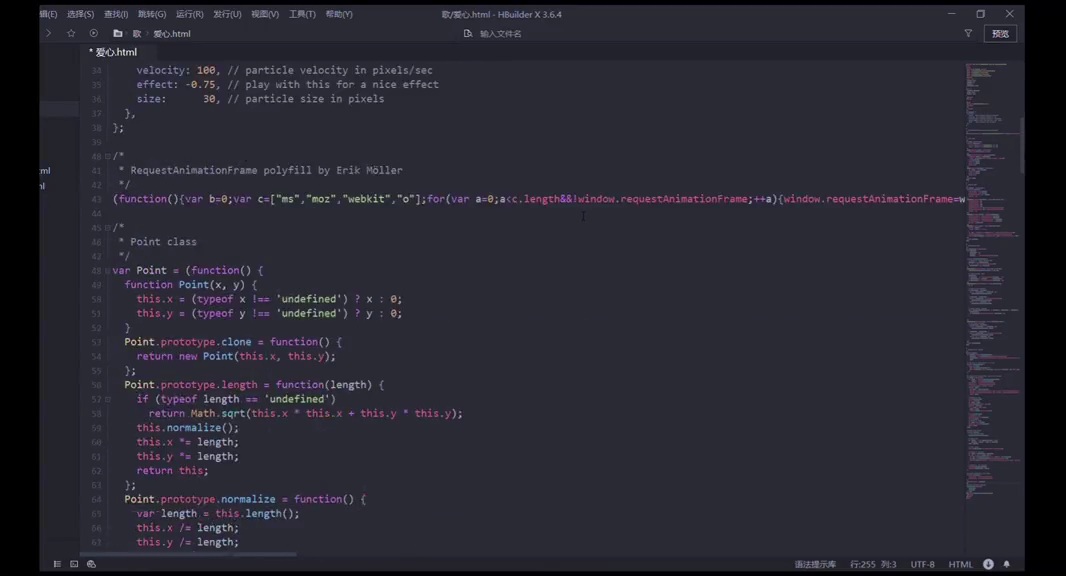 辑(E) 选择(S) 查找(I) 跳转(G) 运行(R) 发行(U) 视图(V) 工具(T) 帮助(Y) 歌/爱心.html - HBuilder X 3.6.4
歌 爱心.html 输入文件名 预览
* 爱心.html
34 velocity: 100, // particle velocity in pixels/sec
35 effect: -0.75, // play with this for a nice effect
36 size: 30, // particle size in pixels
37 },
38 };
39
40 /*
41 * RequestAnimationFrame polyfill by Erik Möller
42 */
43 (function(){var b=0;var c=["ms","moz","webkit","o"];for(var a=0;a<c.length&&!window.requestAnimationFrame;++a){window.requestAnimationFrame=w
44
45 /*
46 * Point class
47 */
48 var Point = (function() {
49 function Point(x, y) {
50 this.x = (typeof x !== 'undefined') ? x : 0;
51 this.y = (typeof y !== 'undefined') ? y : 0;
52 }
53 Point.prototype.clone = function() {
54 return new Point(this.x, this.y);
55 };
56 Point.prototype.length = function(length) {
57 if (typeof length == 'undefined')
58 return Math.sqrt(this.x * this.x + this.y * this.y);
59 this.normalize();
60 this.x *= length;
61 this.y *= length;
62 return this;
63 };
64 Point.prototype.normalize = function() {
65 var length = this.length();
66 this.x /= length;
this.y /= length;
ml
语法提示库 行:255 列:3 UTF-8 HTML